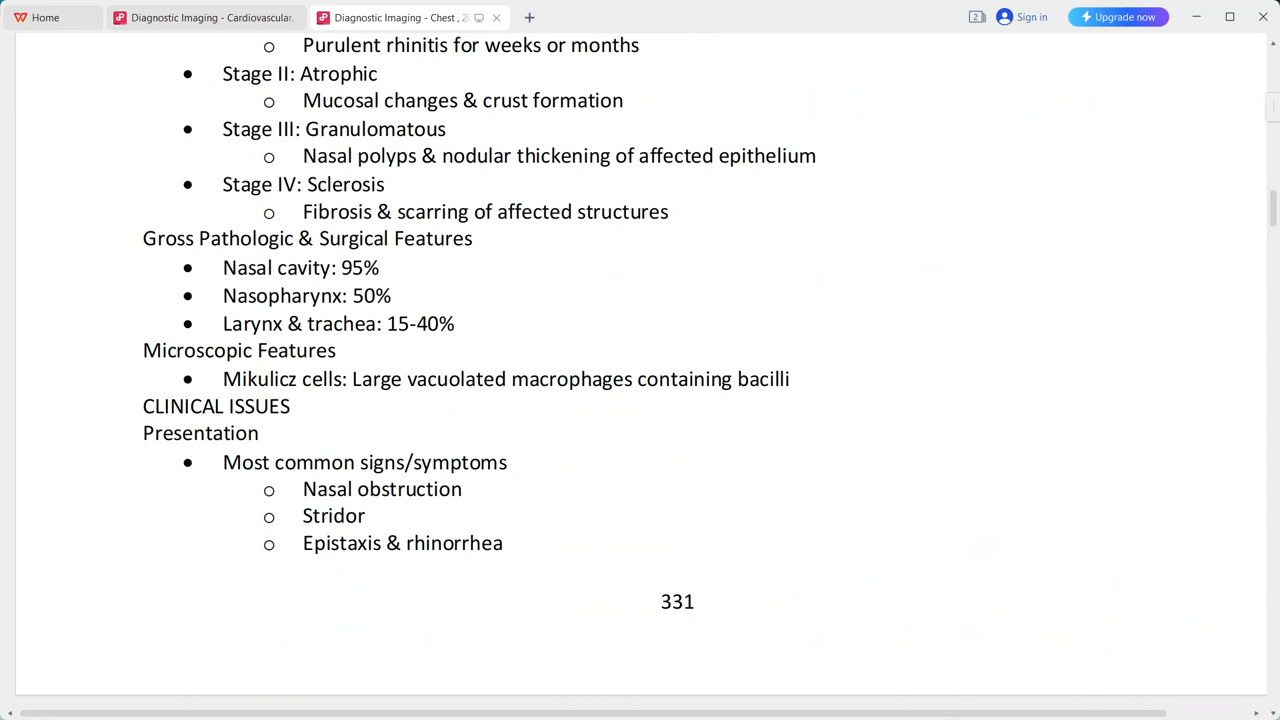 Home
Diagnostic Imaging - Cardiovascular,
Diagnostic Imaging - Chest , 2
2
Sign in
Upgrade now
o Purulent rhinitis for weeks or months
• Stage II: Atrophic
o Mucosal changes & crust formation
• Stage III: Granulomatous
o Nasal polyps & nodular thickening of affected epithelium
• Stage IV: Sclerosis
o Fibrosis & scarring of affected structures
Gross Pathologic & Surgical Features
• Nasal cavity: 95%
• Nasopharynx: 50%
• Larynx & trachea: 15-40%
Microscopic Features
• Mikulicz cells: Large vacuolated macrophages containing bacilli
CLINICAL ISSUES
Presentation
• Most common signs/symptoms
o Nasal obstruction
o Stridor
o Epistaxis & rhinorrhea
331